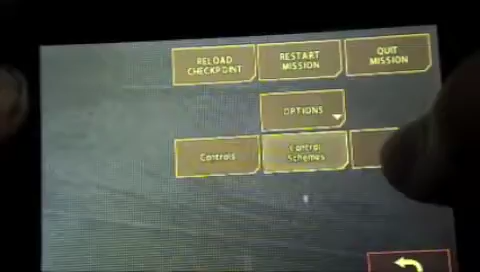 RELOAD
CHECKPOINT
RESTART
MISSION
QUIT
MISSION
OPTIONS
Controls
Control
Schemes